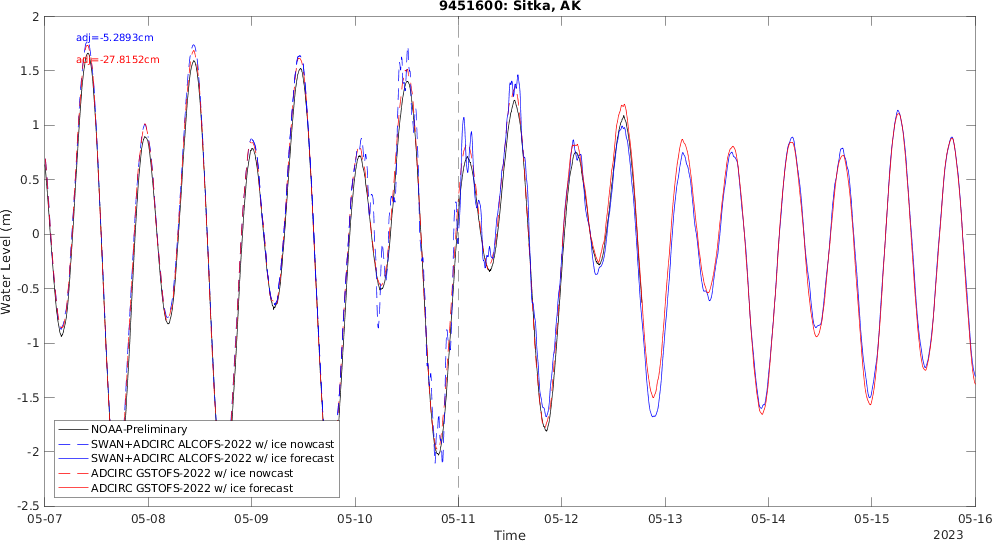 9451600: Sitka, AK
adj=-5.2893cm
adj=-27.8152cm
Water Level (m)
2
1.5
1
0.5
0
-0.5
-1
-1.5
-2
-2.5
NOAA-Preliminary
SWAN+ADCIRC ALCOFS-2022 w/ ice nowcast
SWAN+ADCIRC ALCOFS-2022 w/ ice forecast
ADCIRC GSTOFS-2022 w/ ice nowcast
ADCIRC GSTOFS-2022 w/ ice forecast
05-07 05-08 05-09 05-10 05-11 05-12 05-13 05-14 05-15 05-16
Time
2023